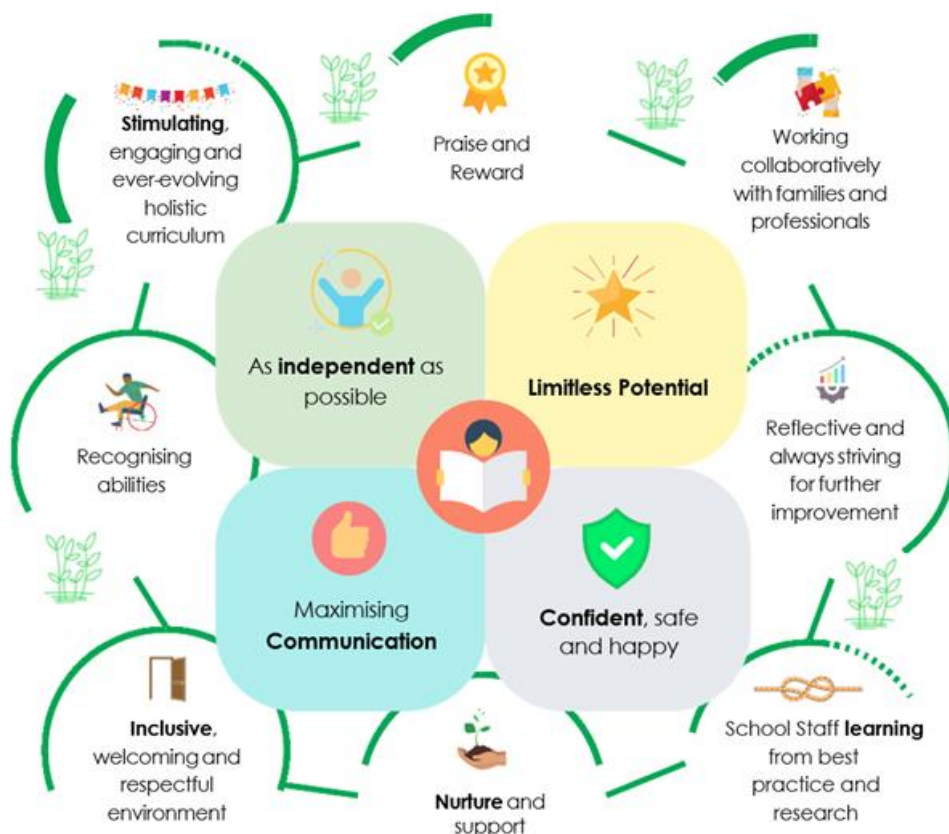 Stimulating,
engaging and
ever-evolving
holistic
curriculum
Praise and
Reward
Working
collaboratively
with families and
professionals
As independent as
possible
Limitless Potential
Recognising
abilities
Reflective and
always striving
for further
improvement
Maximising
Communication
Confident, safe
and happy
Inclusive,
welcoming and
respectful
environment
Nurture and
support
School Staff learning
from best
practice and
research